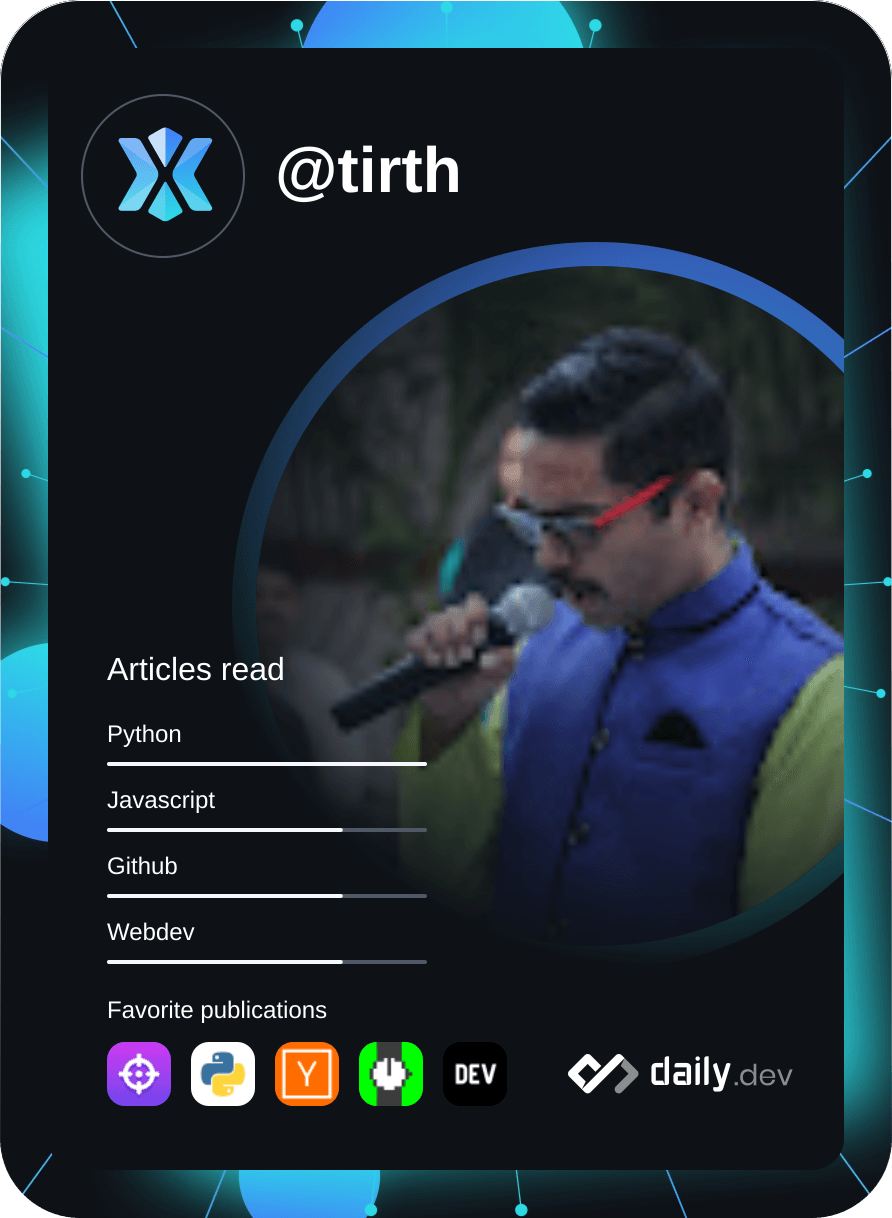 @tirth
Articles read
Python
Javascript
Github
Webdev
Favorite publications
Y
DEV
daily.dev